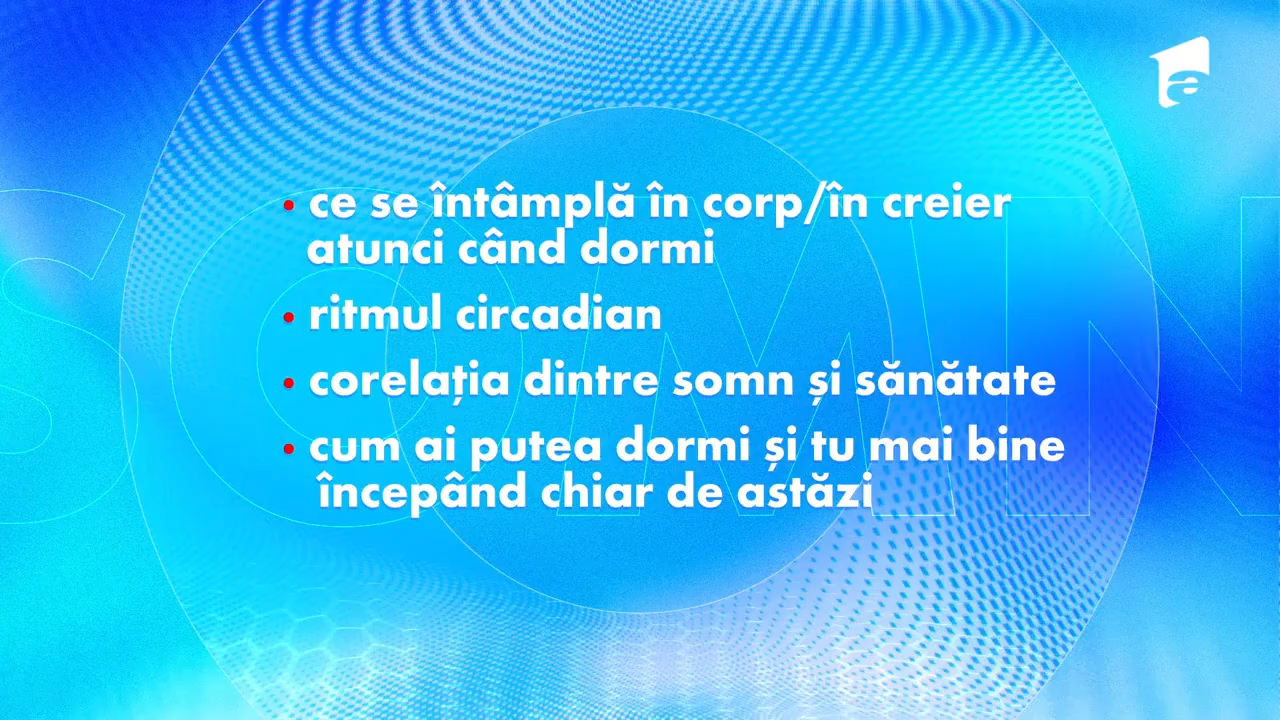 SOMN
• ce se întâmplă în corp/în creier
atunci când dormi
• ritmul circadian
• corelația dintre somn și sănătate
• cum ai putea dormi și tu mai bine
începând chiar de astăzi